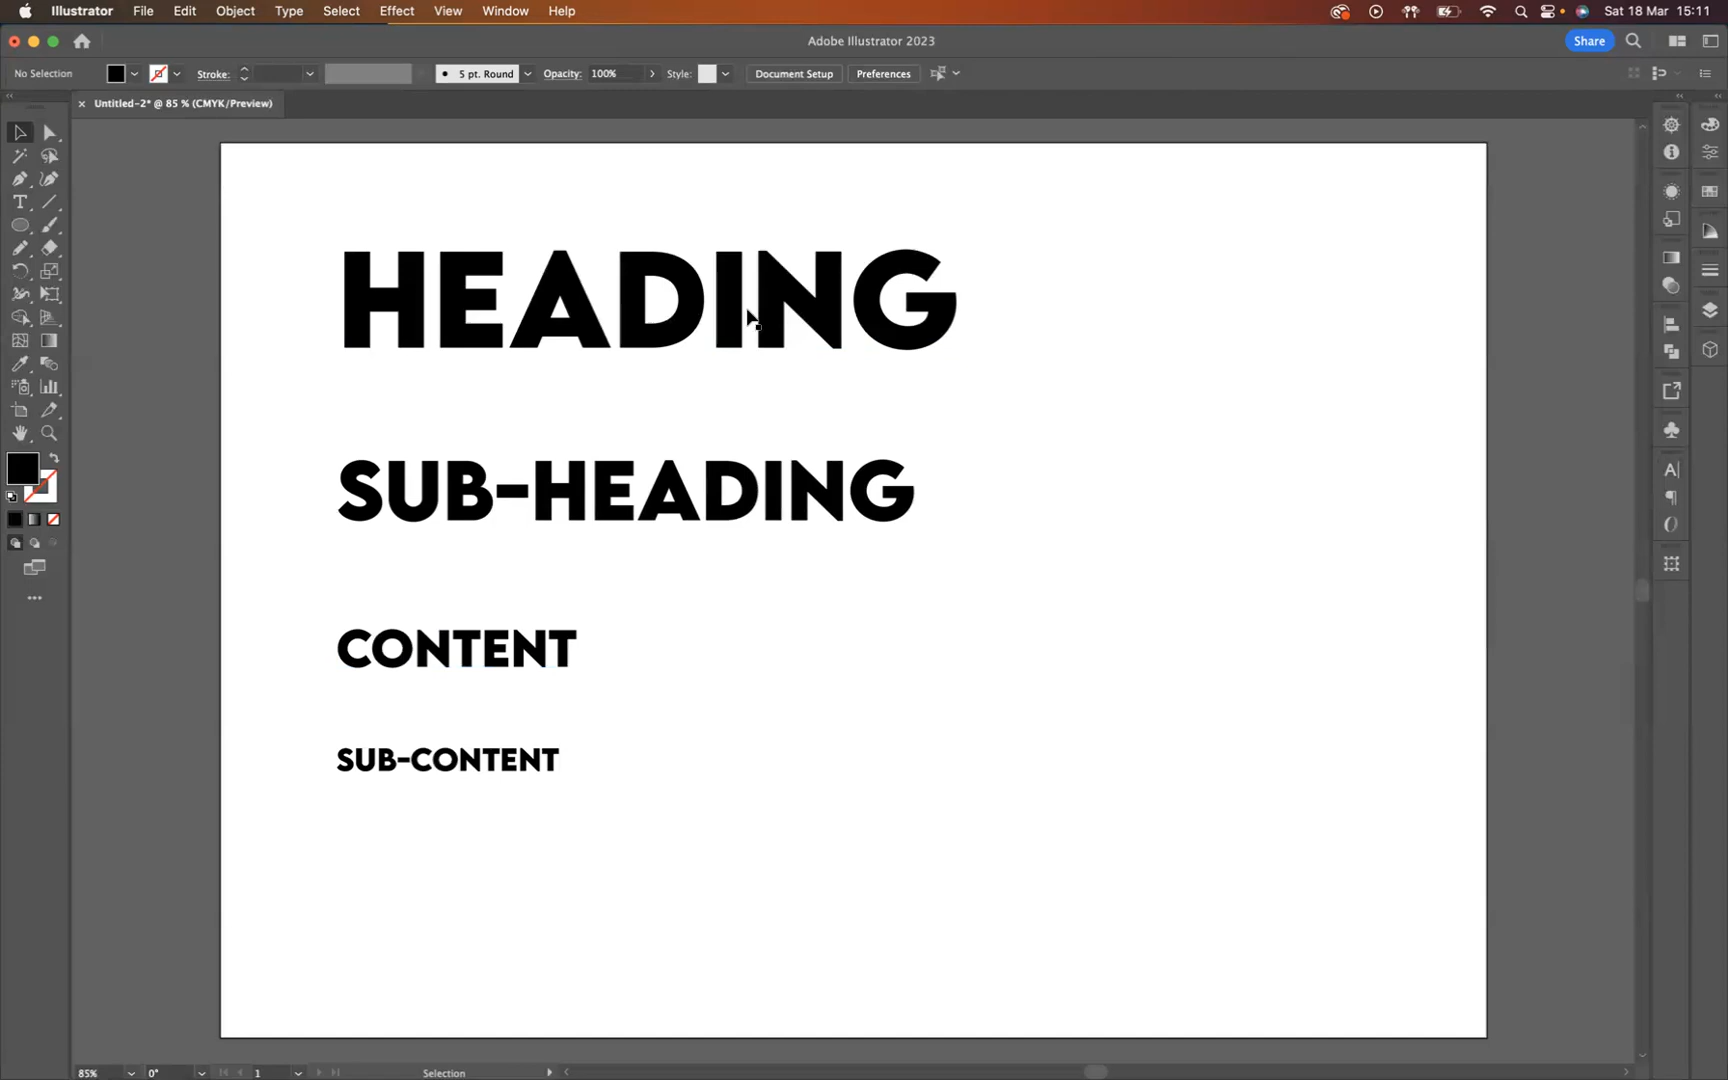 Illustrator File Edit Object Type Select Effect View Window Help Sat 18 Mar 15:11
Adobe Illustrator 2023 Share
No Selection Stroke: 5 pt. Round Opacity: 100% Style: Document Setup Preferences
× Untitled-2* @ 85 % (CMYK/Preview)
HEADING
SUB-HEADING
CONTENT
SUB-CONTENT
85% 0° 1 Selection